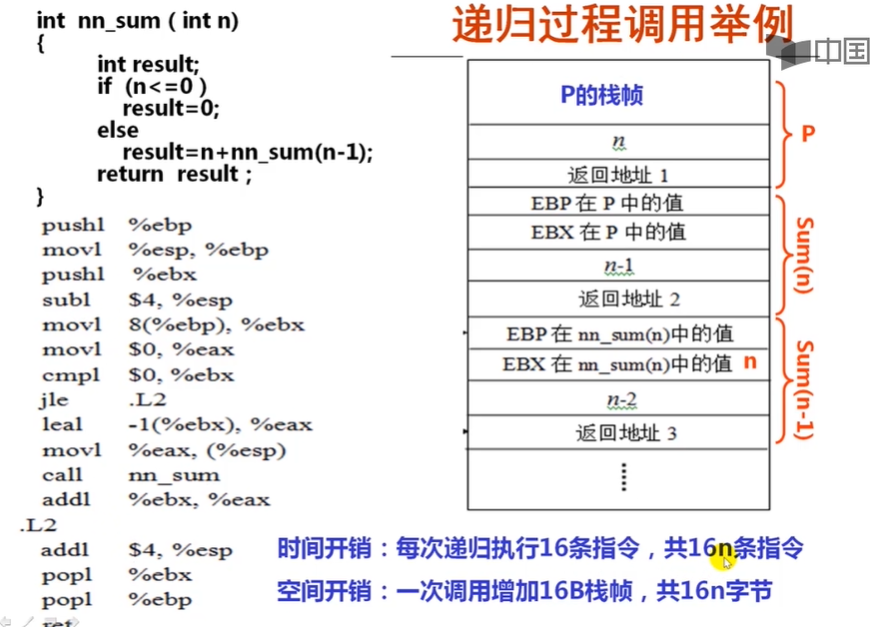 递归过程调用举例
中国
int nn_sum ( int n)
{
int result;
if (n<=0 )
result=0;
else
result=n+nn_sum(n-1);
return result ;
}
pushl %ebp
movl %esp, %ebp
pushl %ebx
subl $4, %esp
movl 8(%ebp), %ebx
movl $0, %eax
cmpl $0, %ebx
jle .L2
leal -1(%ebx), %eax
movl %eax, (%esp)
call nn_sum
addl %ebx, %eax
.L2
addl $4, %esp
popl %ebx
popl %ebp
ret
P的栈帧
n
返回地址 1
P
EBP 在 P 中的值
EBX 在 P 中的值
n-1
返回地址 2
Sum(n)
EBP 在 nn_sum(n)中的值
EBX 在 nn_sum(n)中的值 n
n-2
返回地址 3
Sum(n-1)
时间开销：每次递归执行16条指令，共16n条指令
空间开销：一次调用增加16B栈帧，共16n字节